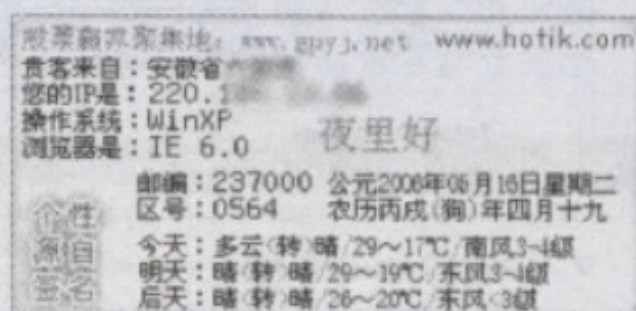 www.gpyj.net www.hotik.com
贵客来自:安徽省
您的IP是:220.1
操作系统:WinXP
浏览器是:IE 6.0
夜里好
邮编:237000 公元2006年05月16日星期二
区号:0564 农历丙戌(狗)年四月十九
个性
源自
签名
今天:多云(转)晴/29~17℃/南风3-4级
明天:晴(转)晴/29~19℃/东风3-4级
后天:晴(转)晴/26~20℃/东风<3级